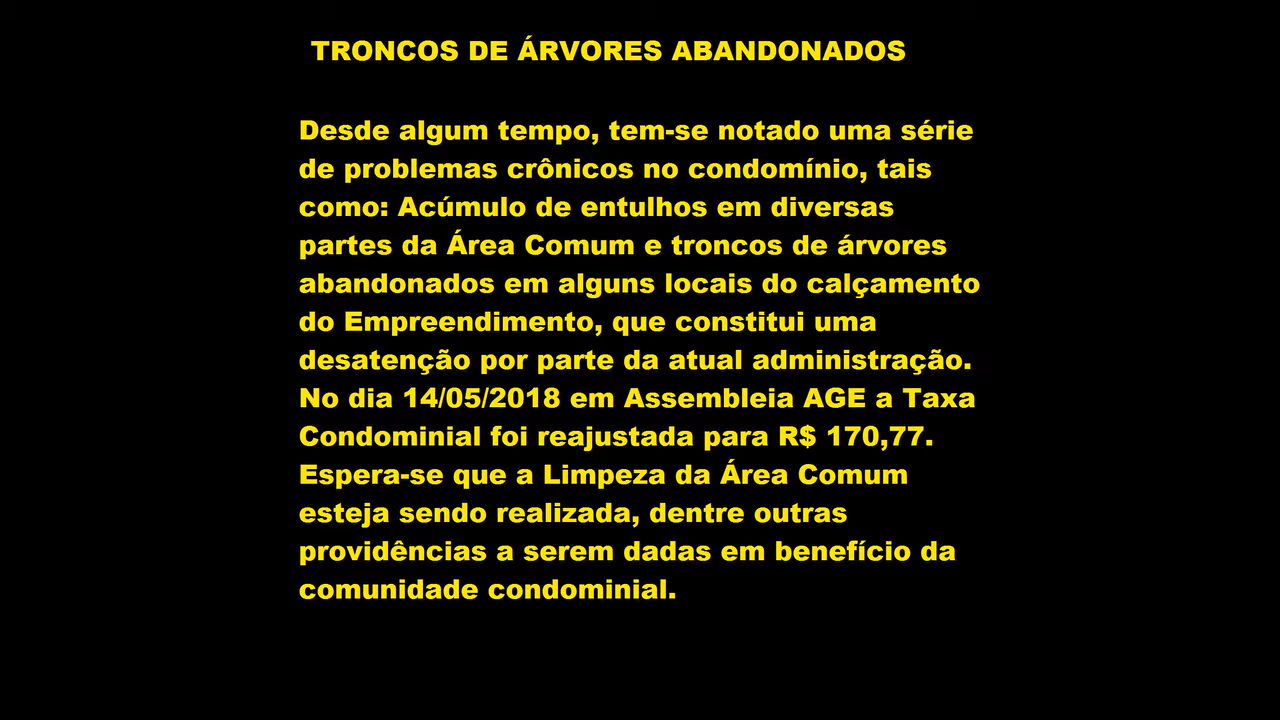 TRONCOS DE ÁRVORES ABANDONADOS
Desde algum tempo, tem-se notado uma série
de problemas crônicos no condomínio, tais
como: Acúmulo de entulhos em diversas
partes da Área Comum e troncos de árvores
abandonados em alguns locais do calçamento
do Empreendimento, que constitui uma
desatenção por parte da atual administração.
No dia 14/05/2018 em Assembleia AGE a Taxa
Condominial foi reajustada para R$ 170,77.
Espera-se que a Limpeza da Área Comum
esteja sendo realizada, dentre outras
providências a serem dadas em benefício da
comunidade condominial.